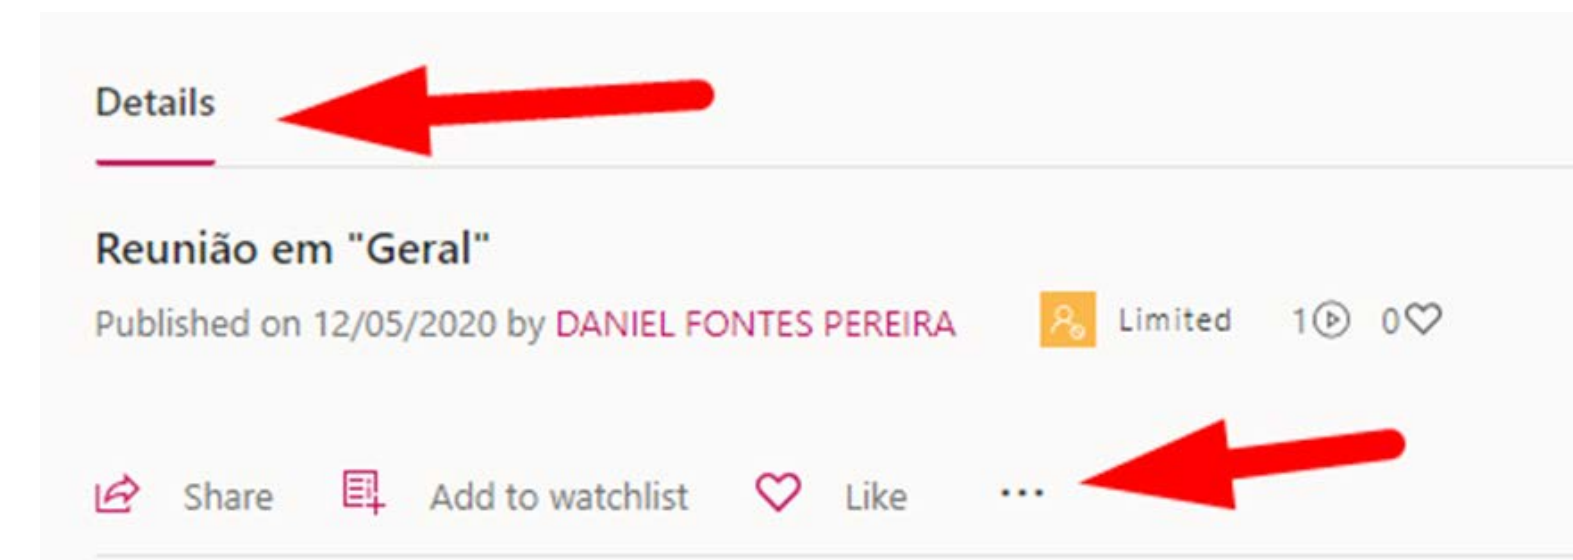 Details
Reunião em "Geral"
Published on 12/05/2020 by DANIEL FONTES PEREIRA Limited 1 0
Share Add to watchlist Like ...